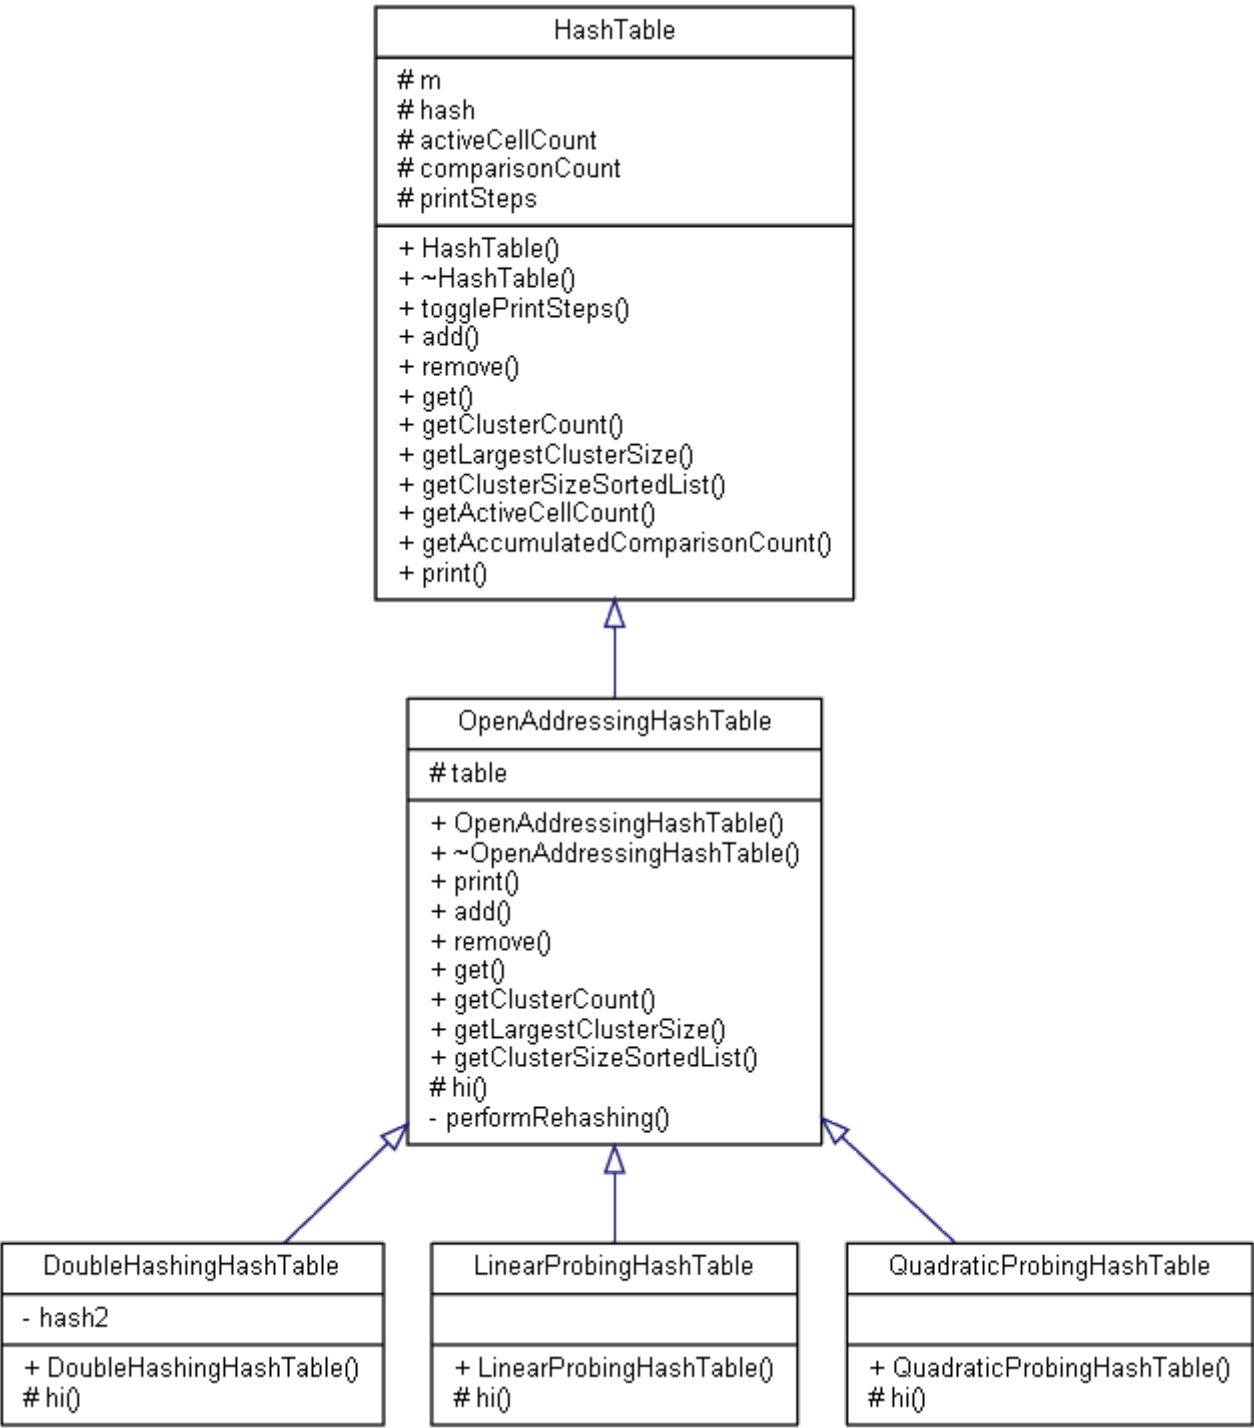 HashTable
# m
# hash
# activeCellCount
# comparisonCount
# printSteps
+ HashTable()
+ ~HashTable()
+ togglePrintSteps()
+ add()
+ remove()
+ get()
+ getClusterCount()
+ getLargestClusterSize()
+ getClusterSizeSortedList()
+ getActiveCellCount()
+ getAccumulatedComparisonCount()
+ print()
OpenAddressingHashTable
# table
+ OpenAddressingHashTable()
+ ~OpenAddressingHashTable()
+ print()
+ add()
+ remove()
+ get()
+ getClusterCount()
+ getLargestClusterSize()
+ getClusterSizeSortedList()
# hi()
- performRehashing()
DoubleHashingHashTable
- hash2
+ DoubleHashingHashTable()
# hi()
LinearProbingHashTable
+ LinearProbingHashTable()
# hi()
QuadraticProbingHashTable
+ QuadraticProbingHashTable()
# hi()